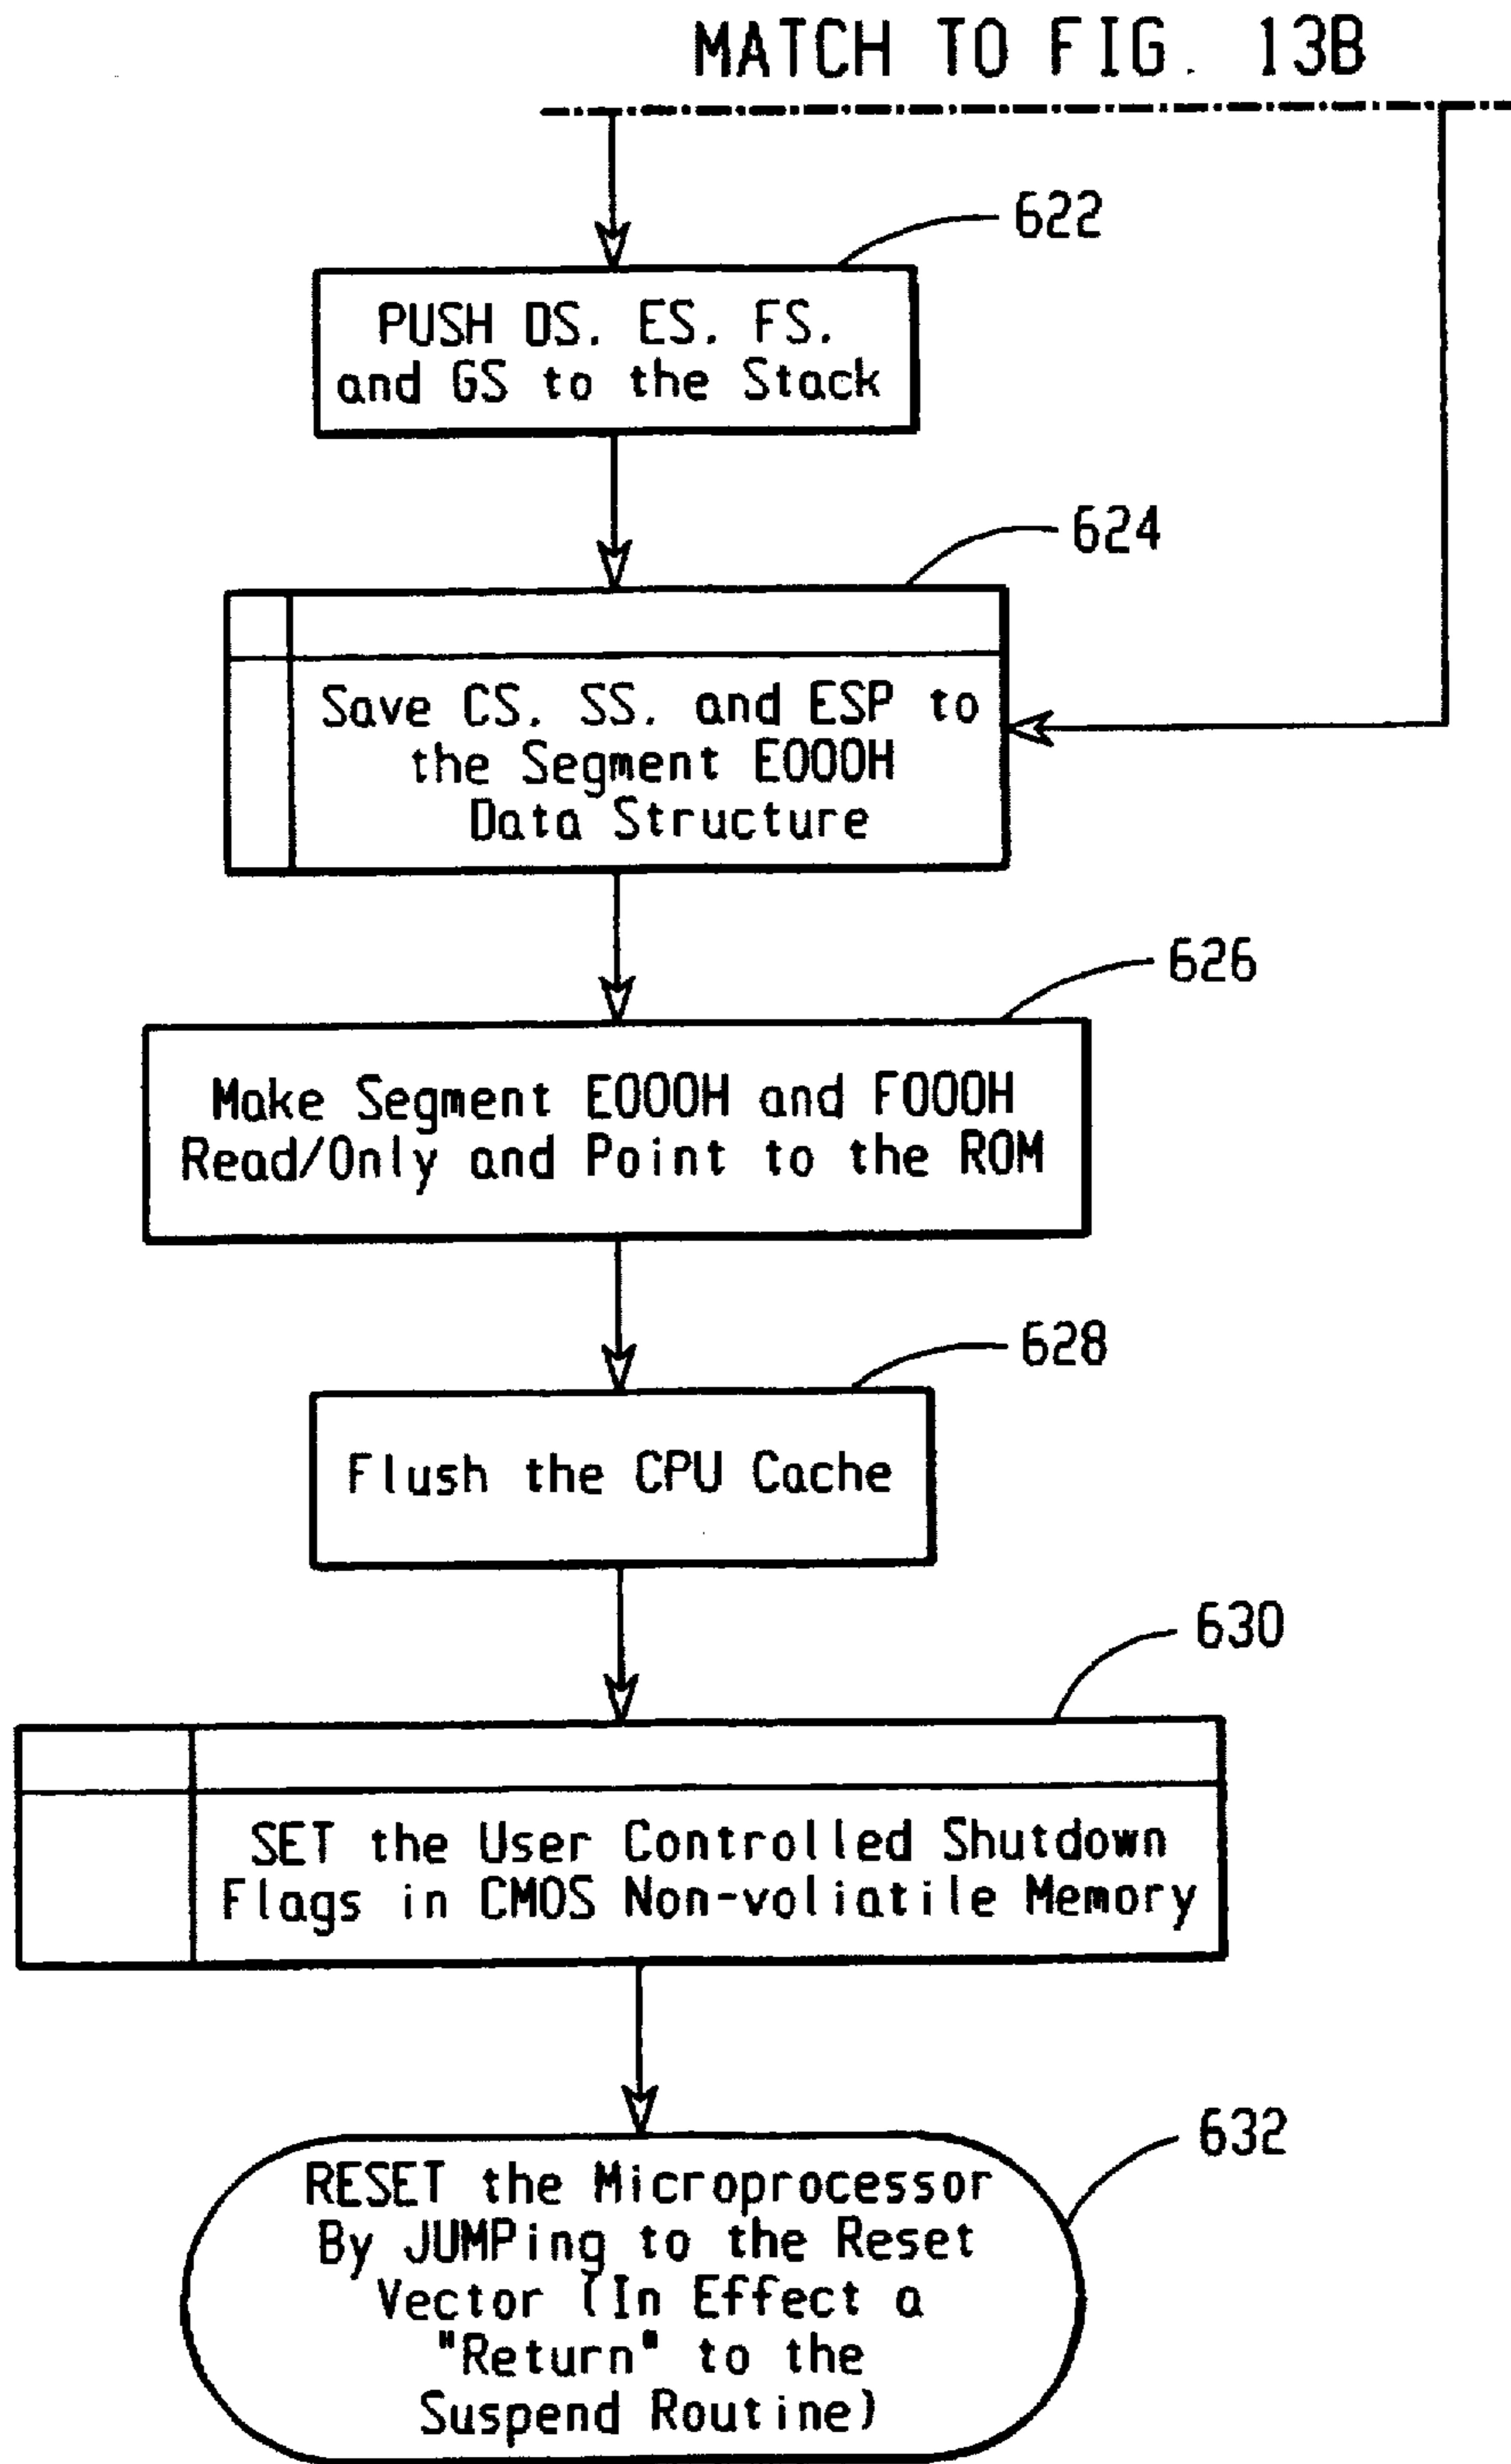 MATCH TO FIG. 13B
622
PUSH DS, ES, FS,
and GS to the Stack
624
Save CS, SS, and ESP to
the Segment E000H
Data Structure
626
Make Segment E000H and F000H
Read/Only and Point to the ROM
628
Flush the CPU Cache
630
SET the User Controlled Shutdown
Flags in CMOS Non-voliatile Memory
632
RESET the Microprocessor
By JUMPing to the Reset
Vector (In Effect a
"Return" to the
Suspend Routine)